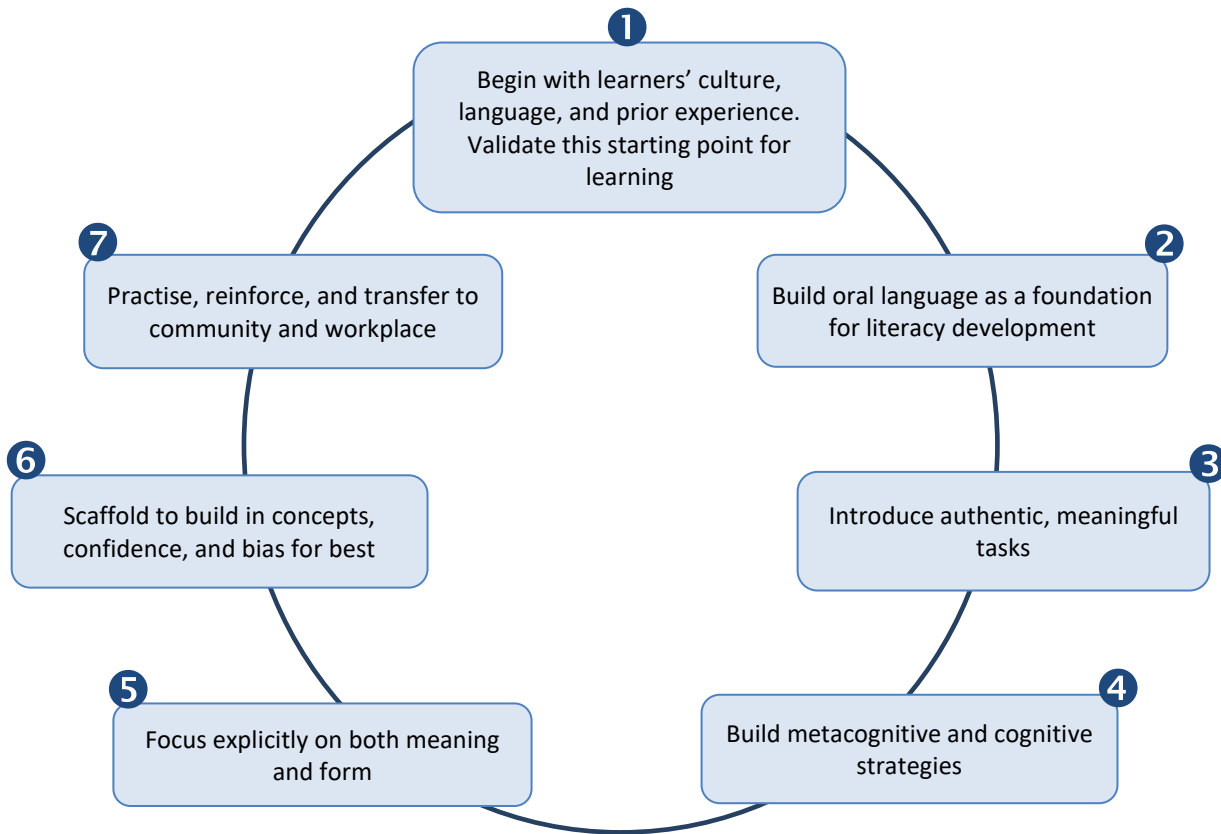 1
Begin with learners’ culture,
language, and prior experience.
Validate this starting point for
learning
2
Build oral language as a foundation
for literacy development
3
Introduce authentic, meaningful
tasks
4
Build metacognitive and cognitive
strategies
5
Focus explicitly on both meaning
and form
6
Scaffold to build in concepts,
confidence, and bias for best
7
Practise, reinforce, and transfer to
community and workplace